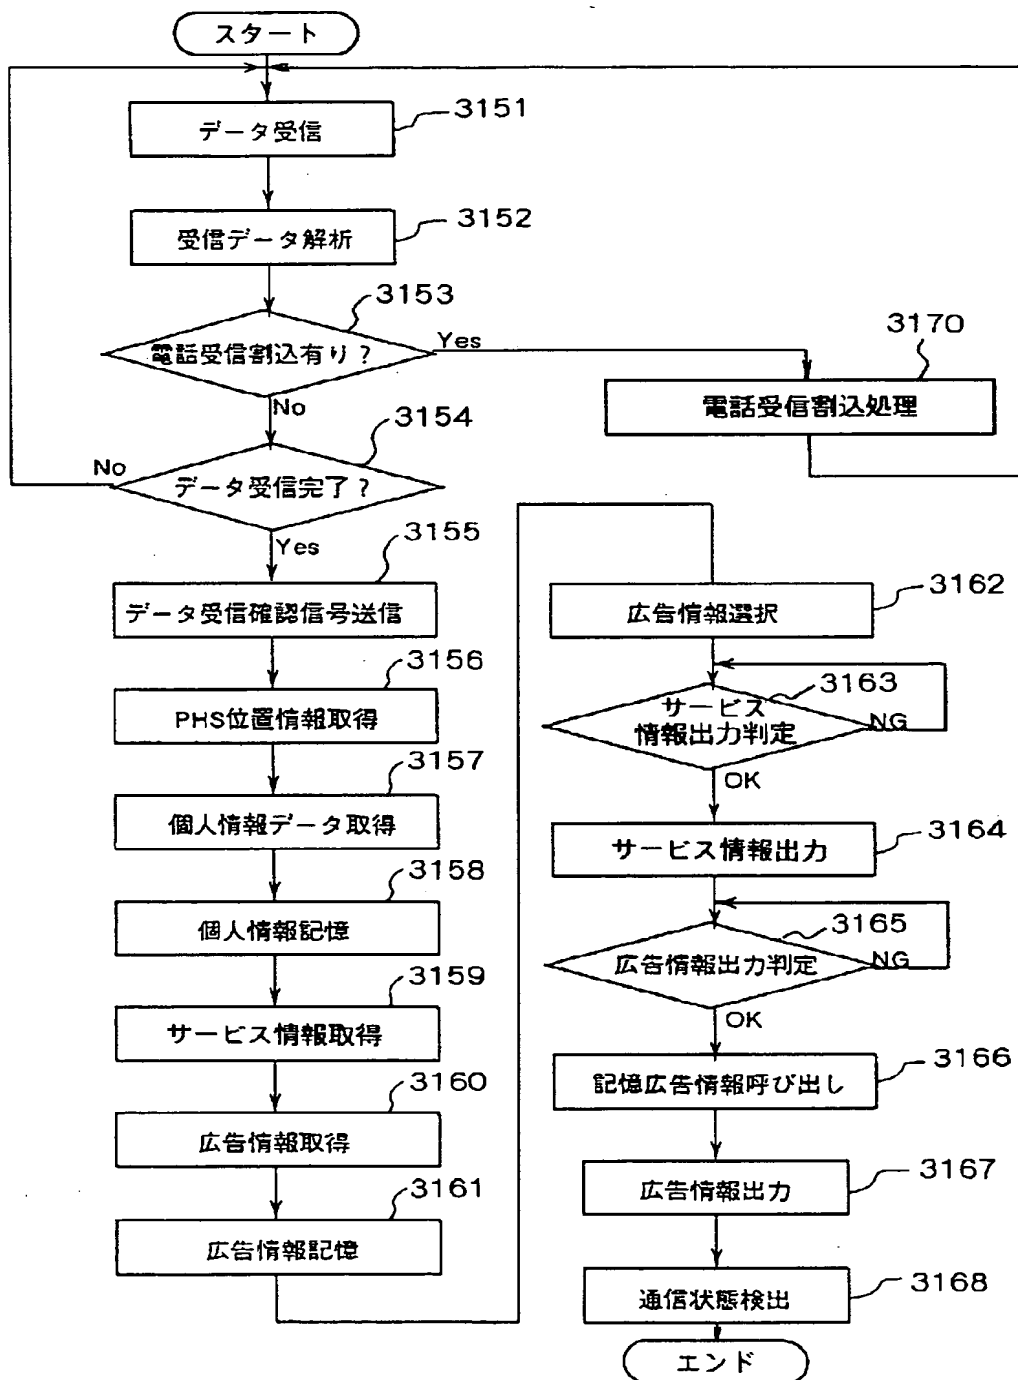 スタート
データ受信
3151
受信データ解析
3152
電話受信割込有り?
3153
Yes
No
電話受信割込処理
3170
データ受信完了?
3154
No
Yes
データ受信確認信号送信
3155
PHS位置情報取得
3156
個人情報データ取得
3157
個人情報記憶
3158
サービス情報取得
3159
広告情報取得
3160
広告情報記憶
3161
広告情報選択
3162
サービス
情報出力判定
3163
NG
OK
サービス情報出力
3164
広告情報出力判定
3165
NG
OK
記憶広告情報呼び出し
3166
広告情報出力
3167
通信状態検出
3168
エンド